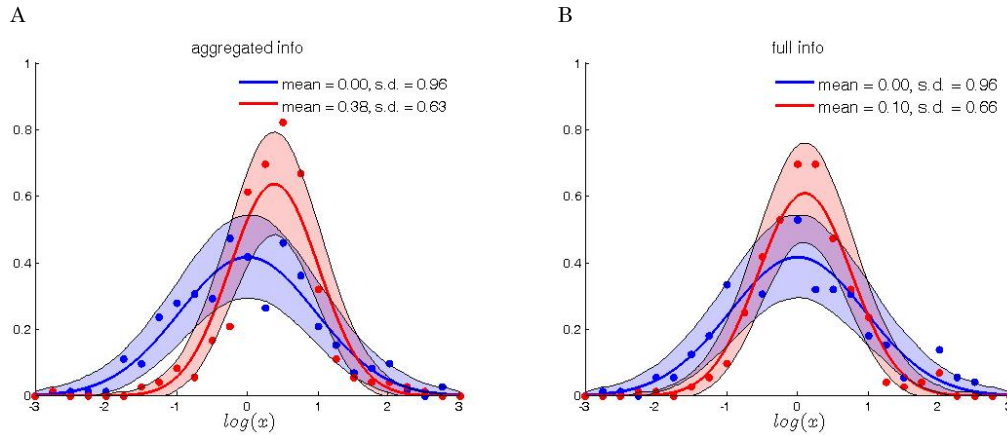 A
B
aggregated info
full info
mean = 0.00, s.d. = 0.96
mean = 0.38, s.d. = 0.63
mean = 0.00, s.d. = 0.96
mean = 0.10, s.d. = 0.66
1
0.8
0.6
0.4
0.2
0
-3 -2 -1 0 1 2 3
log(x)
1
0.8
0.6
0.4
0.2
0
-3 -2 -1 0 1 2 3
log(x)